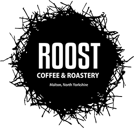 ROOST
COFFEE & ROASTERY
Malton, North Yorkshire